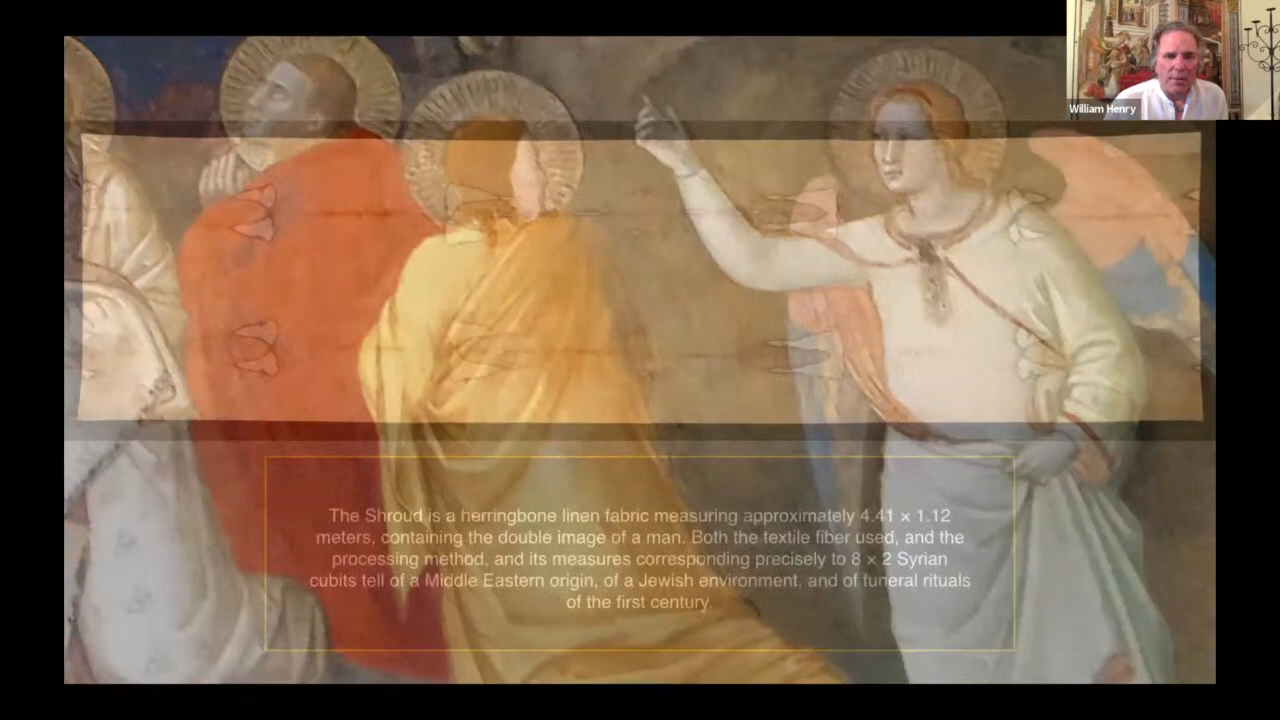 William Henry
The Shroud is a herringbone linen fabric measuring approximately 4.41 × 1.12
meters, containing the double image of a man. Both the textile fiber used, and the
processing method, and its measures corresponding precisely to 8 × 2 Syrian
cubits tell of a Middle Eastern origin, of a Jewish environment, and of funeral rituals
of the first century.